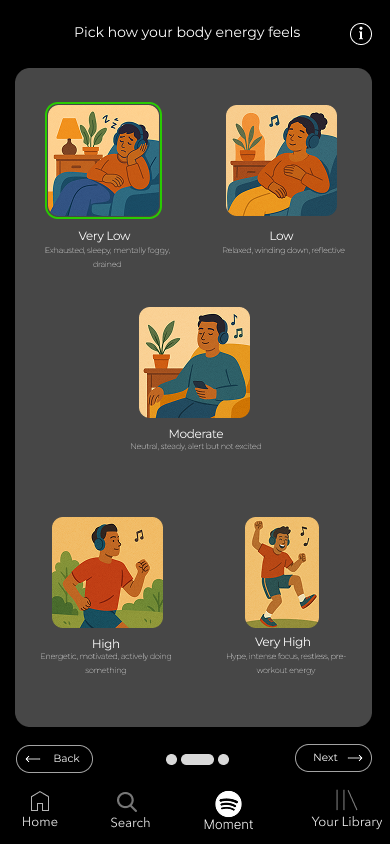 Pick how your body energy feels
i
Z Z Z
Very Low
Exhausted, sleepy, mentally foggy,
drained
Low
Relaxed, winding down, reflective
Moderate
Neutral, steady, alert but not excited
High
Energetic, motivated, actively doing
something
Very High
Hype, intense focus, restless, pre-
workout energy
Back
Next
Home
Search
Moment
Your Library